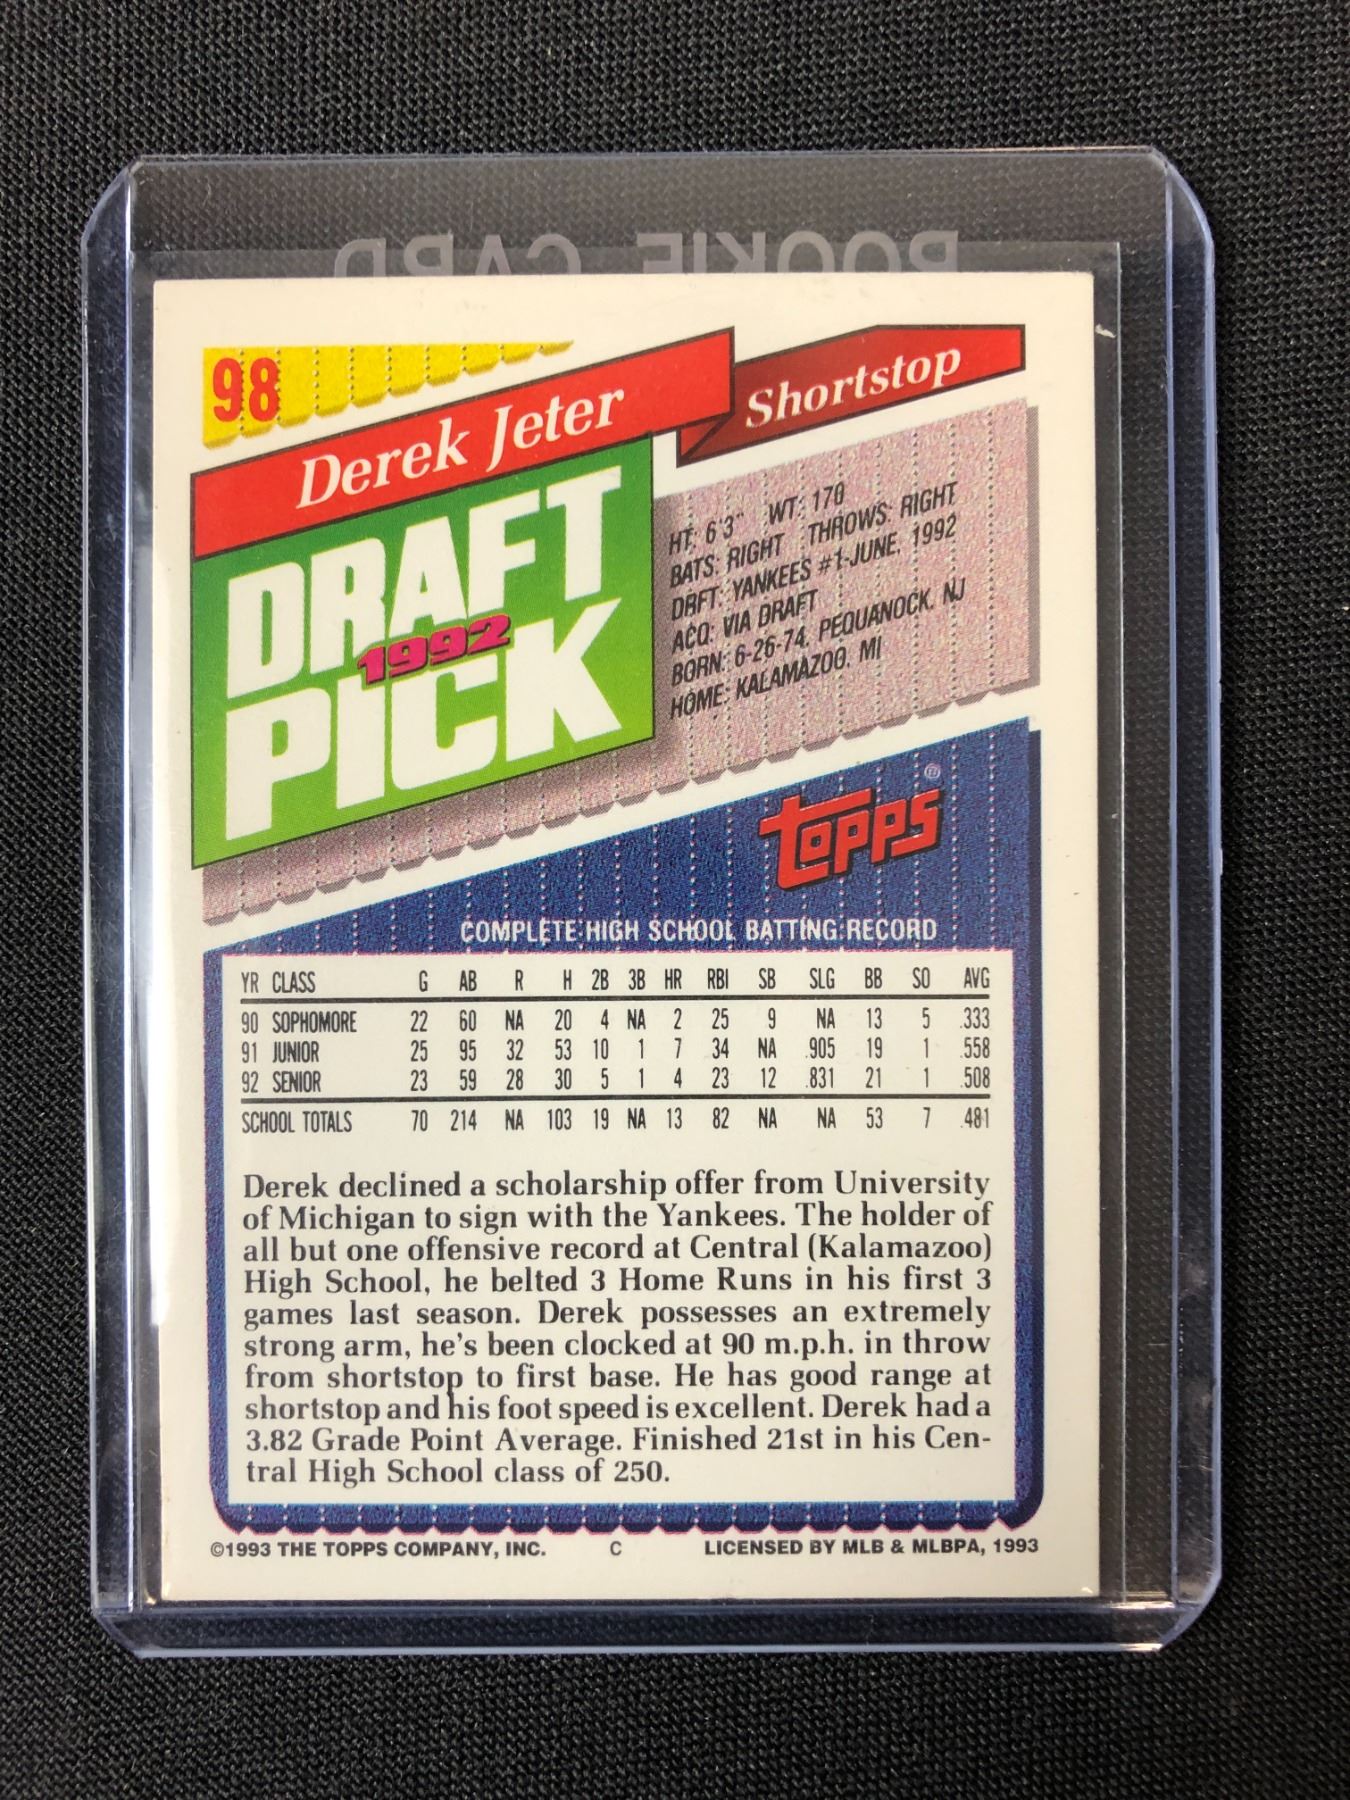 ROOKIE CARD
98
Derek Jeter
Shortstop
DRAFT
1992
PICK
HT: 6'3" WT: 170
BATS: RIGHT THROWS: RIGHT
DRFT: YANKEES #1-JUNE, 1992
ACQ: VIA DRAFT
BORN: 6-26-74, PEQUANOCK, NJ
HOME: KALAMAZOO, MI
topps®
COMPLETE HIGH SCHOOL BATTING RECORD
YR CLASS G AB R H 2B 3B HR RBI SB SLG BB SO AVG
90 SOPHOMORE 22 60 NA 20 4 NA 2 25 9 NA 13 5 .333
91 JUNIOR 25 95 32 53 10 1 7 34 NA .905 19 1 .558
92 SENIOR 23 59 28 30 5 1 4 23 12 .831 21 1 .508
SCHOOL TOTALS 70 214 NA 103 19 NA 13 82 NA NA 53 7 .481
Derek declined a scholarship offer from University
of Michigan to sign with the Yankees. The holder of
all but one offensive record at Central (Kalamazoo)
High School, he belted 3 Home Runs in his first 3
games last season. Derek possesses an extremely
strong arm, he's been clocked at 90 m.p.h. in throw
from shortstop to first base. He has good range at
shortstop and his foot speed is excellent. Derek had a
3.82 Grade Point Average. Finished 21st in his Cen-
tral High School class of 250.
©1993 THE TOPPS COMPANY, INC. C LICENSED BY MLB & MLBPA, 1993